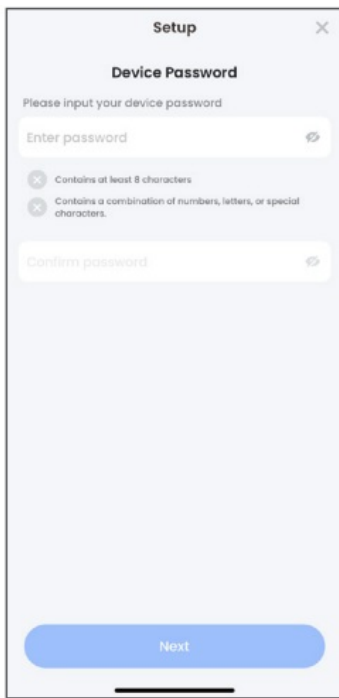 Setup
Device Password
Please input your device password
Enter password
Contains at least 8 characters
Contains a combination of numbers, letters, or special
characters.
Confirm password
Next